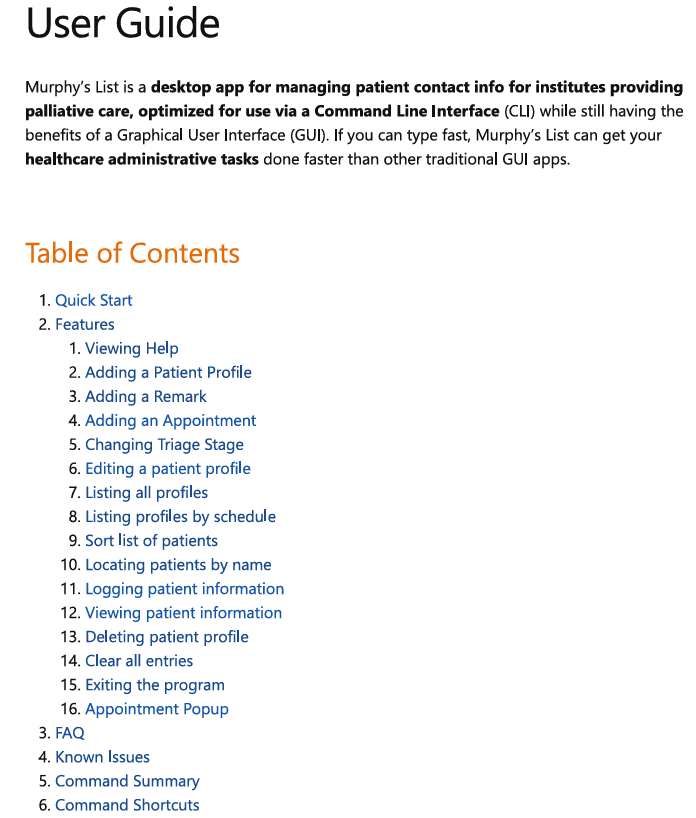 User Guide
Murphy's List is a desktop app for managing patient contact info for institutes providing
palliative care, optimized for use via a Command Line Interface (CLI) while still having the
benefits of a Graphical User Interface (GUI). If you can type fast, Murphy's List can get your
healthcare administrative tasks done faster than other traditional GUI apps.
Table of Contents
1. Quick Start
2. Features
1. Viewing Help
2. Adding a Patient Profile
3. Adding a Remark
4. Adding an Appointment
5. Changing Triage Stage
6. Editing a patient profile
7. Listing all profiles
8. Listing profiles by schedule
9. Sort list of patients
10. Locating patients by name
11. Logging patient information
12. Viewing patient information
13. Deleting patient profile
14. Clear all entries
15. Exiting the program
16. Appointment Popup
3. FAQ
4. Known Issues
5. Command Summary
6. Command Shortcuts